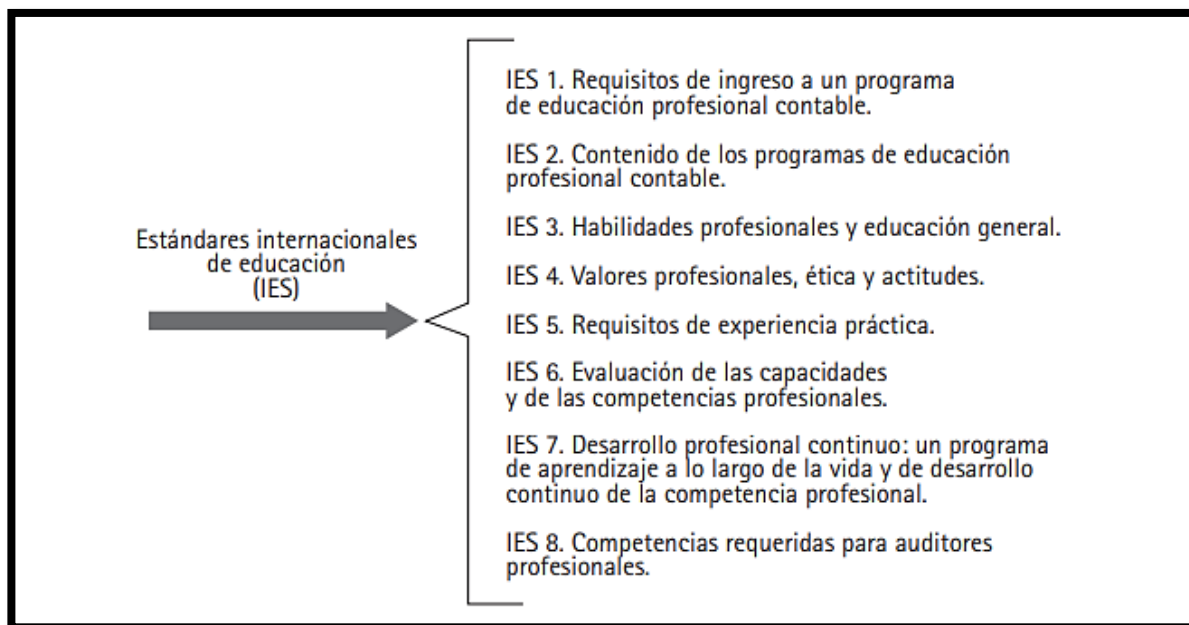 Estándares internacionales
de educación
(IES)
IES 1. Requisitos de ingreso a un programa
de educación profesional contable.
IES 2. Contenido de los programas de educación
profesional contable.
IES 3. Habilidades profesionales y educación general.
IES 4. Valores profesionales, ética y actitudes.
IES 5. Requisitos de experiencia práctica.
IES 6. Evaluación de las capacidades
y de las competencias profesionales.
IES 7. Desarrollo profesional continuo: un programa
de aprendizaje a lo largo de la vida y de desarrollo
continuo de la competencia profesional.
IES 8. Competencias requeridas para auditores
profesionales.